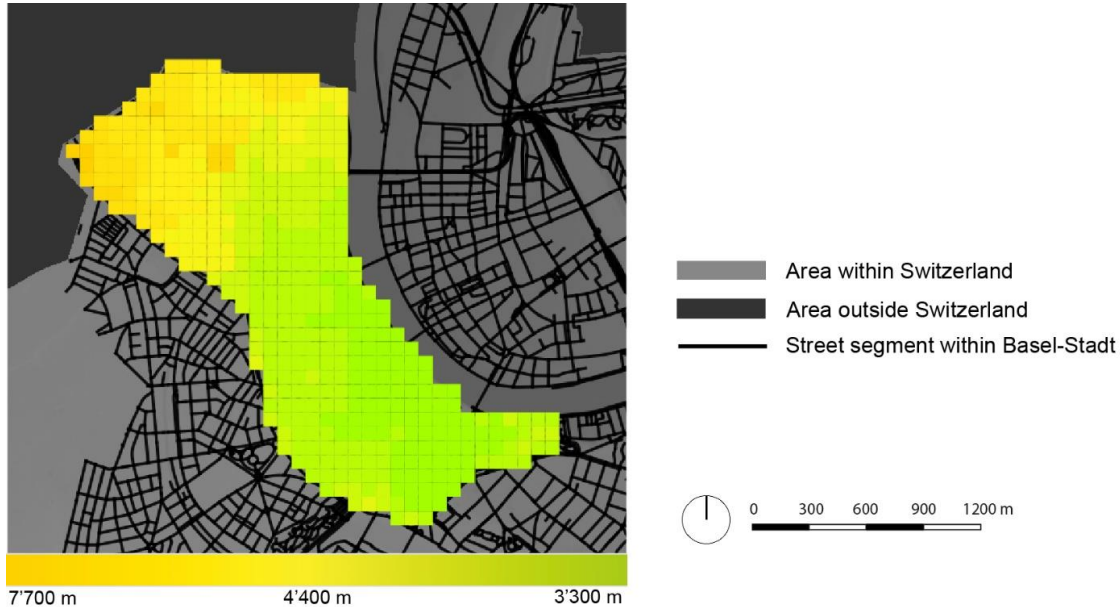 Area within Switzerland
Area outside Switzerland
Street segment within Basel-Stadt
0 300 600 900 1200 m
7'700 m 4'400 m 3'300 m